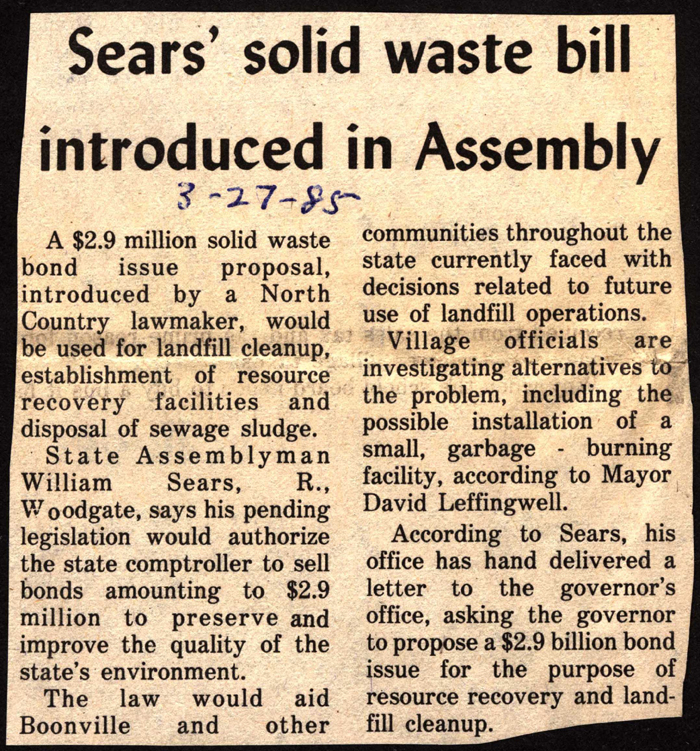 Sears’ solid waste bill
introduced in Assembly
3-27-85
A $2.9 million solid waste
bond issue proposal,
introduced by a North
Country lawmaker, would
be used for landfill cleanup,
establishment of resource
recovery facilities and
disposal of sewage sludge.
State Assemblyman
William Sears, R.,
Woodgate, says his pending
legislation would authorize
the state comptroller to sell
bonds amounting to $2.9
million to preserve and
improve the quality of the
state’s environment.
The law would aid
Boonville and other
communities throughout the
state currently faced with
decisions related to future
use of landfill operations.
Village officials are
investigating alternatives to
the problem, including the
possible installation of a
small, garbage - burning
facility, according to Mayor
David Leffingwell.
According to Sears, his
office has hand delivered a
letter to the governor’s
office, asking the governor
to propose a $2.9 billion bond
issue for the purpose of
resource recovery and land-
fill cleanup.